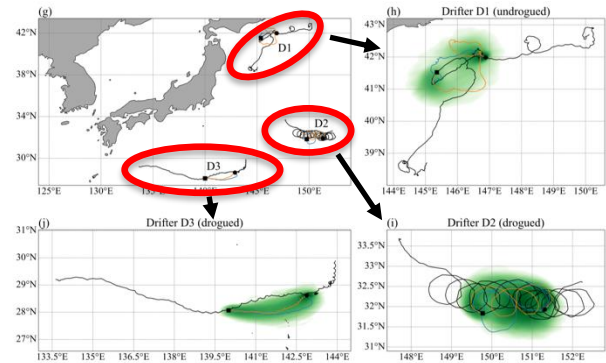 (g)
42°N
38°N
34°N
30°N
125°E 130°E 135°E 140°E 145°E 150°E
D1
D2
D3
(h) Drifter D1 (undrogued)
43°N
42°N
41°N
40°N
39°N
144°E 145°E 146°E 147°E 148°E 149°E 150°E
(j) Drifter D3 (drogued)
31°N
30°N
29°N
28°N
27°N
133.5°E 135°E 136.5°E 138°E 139.5°E 141°E 142.5°E 144°E
(i) Drifter D2 (drogued)
33.5°N
33°N
32.5°N
32°N
31.5°N
31°N
148°E 149°E 150°E 151°E 152°E